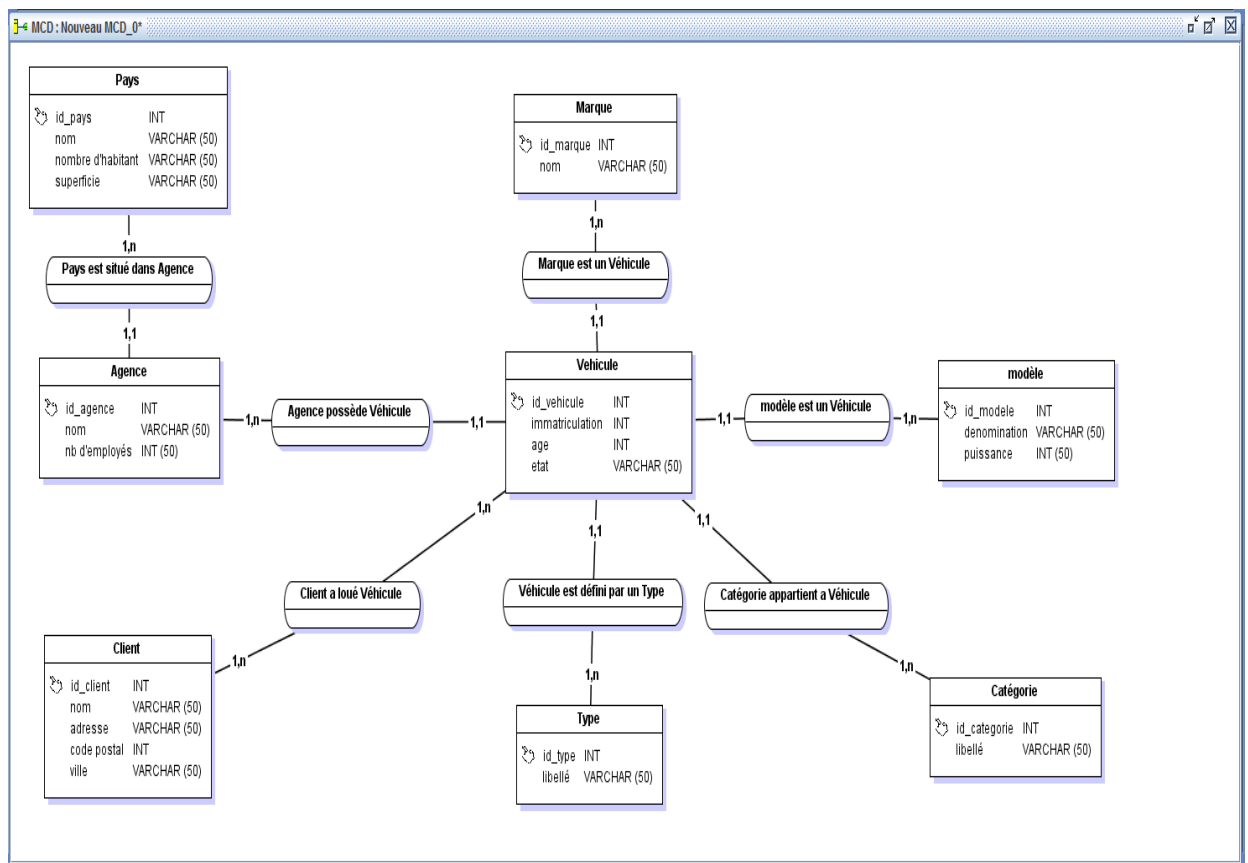 MCD : Nouveau MCD_0*
Pays
id_pays INT
nom VARCHAR (50)
nombre d'habitant VARCHAR (50)
superficie VARCHAR (50)
1,n
Pays est situé dans Agence
1,1
Agence
id_agence INT
nom VARCHAR (50)
nb d'employés INT (50)
1,n
Agence possède Véhicule
1,1
Marque
id_marque INT
nom VARCHAR (50)
1,n
Marque est un Véhicule
1,1
Vehicule
id_vehicule INT
immatriculation INT
age INT
etat VARCHAR (50)
1,1
modèle est un Véhicule
1,n
modèle
id_modele INT
denomination VARCHAR (50)
puissance INT (50)
1,n
Client a loué Véhicule
1,n
Client
id_client INT
nom VARCHAR (50)
adresse VARCHAR (50)
code postal INT
ville VARCHAR (50)
1,1
Véhicule est défini par un Type
1,n
Type
id_type INT
libellé VARCHAR (50)
1,1
Catégorie appartient a Véhicule
1,n
Catégorie
id_categorie INT
libellé VARCHAR (50)